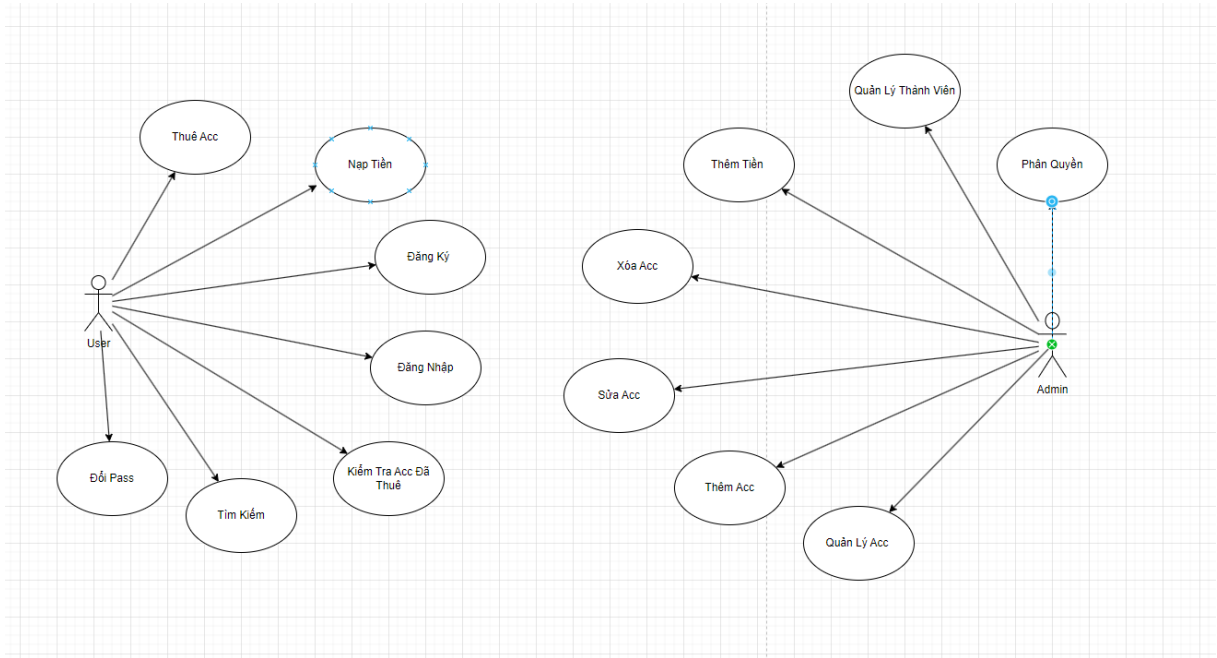 Quản Lý Thánh Viên
Thuê Acc
Nạp Tiền
Thêm Tiền
Phân Quyền
Đăng Ký
Xóa Acc
User
Đăng Nhập
Admin
Sửa Acc
Đổi Pass
Kiểm Tra Acc Đã
Thuê
Thêm Acc
Tìm Kiếm
Quản Lý Acc